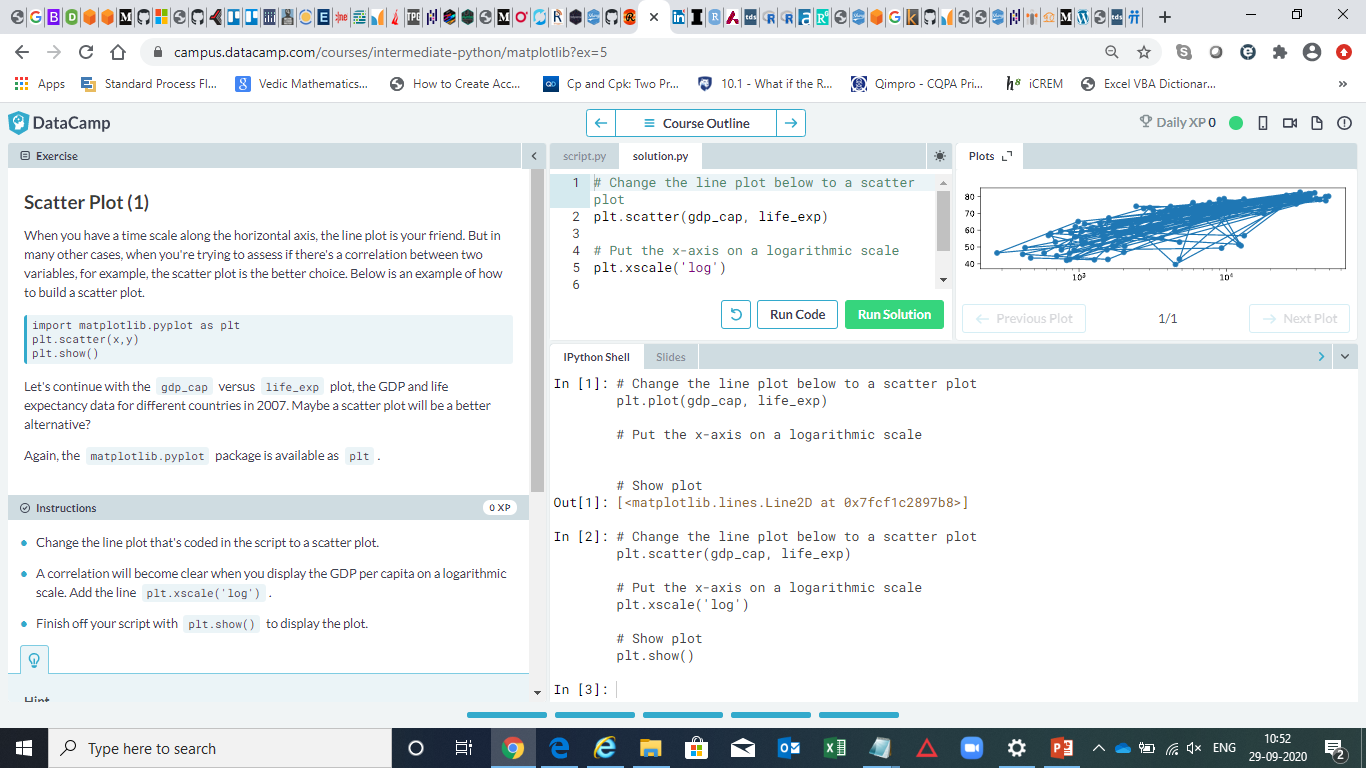 campus.datacamp.com/courses/intermediate-python/matplotlib?ex=5
Apps
Standard Process Fl...
Vedic Mathematics...
How to Create Acc...
Cp and Cpk: Two Pr...
10.1 - What if the R...
Qimpro - CQPA Pri...
iCREM
Excel VBA Dictionar...
»
DataCamp
Course Outline
Daily XP 0
Exercise
script.py
solution.py
Plots
Scatter Plot (1)
When you have a time scale along the horizontal axis, the line plot is your friend. But in
many other cases, when you're trying to assess if there's a correlation between two
variables, for example, the scatter plot is the better choice. Below is an example of how
to build a scatter plot.
import matplotlib.pyplot as plt
plt.scatter(x,y)
plt.show()
Let's continue with the gdp_cap versus life_exp plot, the GDP and life
expectancy data for different countries in 2007. Maybe a scatter plot will be a better
alternative?
Again, the matplotlib.pyplot package is available as plt .
Instructions
0 XP
Change the line plot that's coded in the script to a scatter plot.
A correlation will become clear when you display the GDP per capita on a logarithmic
scale. Add the line plt.xscale('log') .
Finish off your script with plt.show() to display the plot.
Hint
1 # Change the line plot below to a scatter
plot
2 plt.scatter(gdp_cap, life_exp)
3
4 # Put the x-axis on a logarithmic scale
5 plt.xscale('log')
6
Run Code
Run Solution
80
70
60
50
40
10³
10⁴
Previous Plot
1/1
Next Plot
IPython Shell
Slides
In [1]: # Change the line plot below to a scatter plot
plt.plot(gdp_cap, life_exp)
# Put the x-axis on a logarithmic scale
# Show plot
Out[1]: [<matplotlib.lines.Line2D at 0x7fcf1c2897b8>]
In [2]: # Change the line plot below to a scatter plot
plt.scatter(gdp_cap, life_exp)
# Put the x-axis on a logarithmic scale
plt.xscale('log')
# Show plot
plt.show()
In [3]:
Type here to search
ENG
10:52
29-09-2020
2